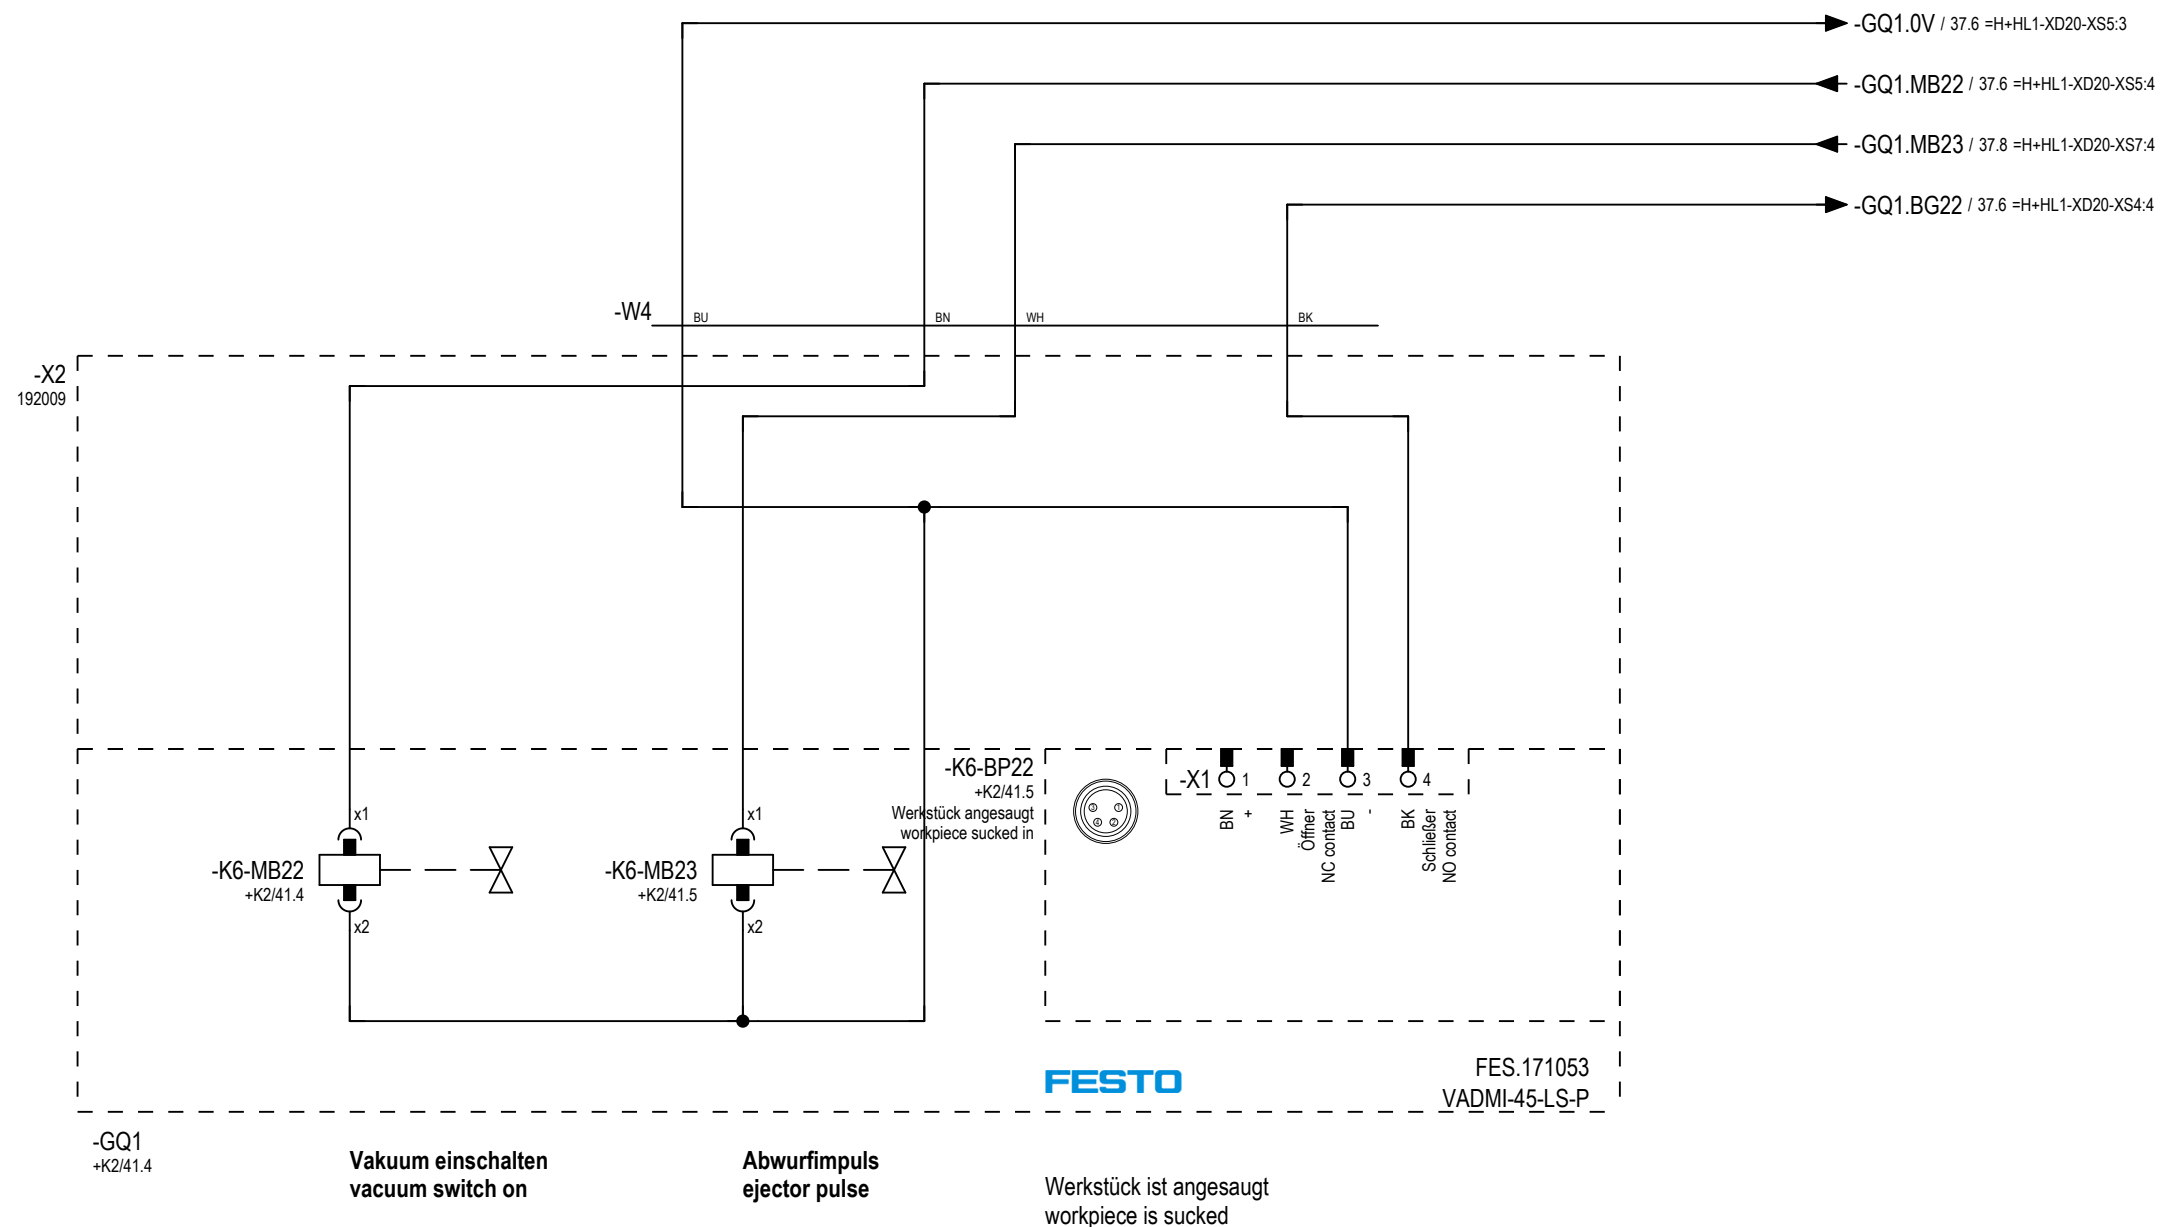 -GQ1.0V / 37.6 =H+HL1-XD20-XS5:3
-GQ1.MB22 / 37.6 =H+HL1-XD20-XS5:4
-GQ1.MB23 / 37.8 =H+HL1-XD20-XS7:4
-GQ1.BG22 / 37.6 =H+HL1-XD20-XS4:4
-W4 BU BN WH BK
-X2
192009
-K6-BP22
+K2/41.5
Werkstück angesaugt
workpiece sucked in
-X1 1 2 3 4
BN +
WH Öffner NC contact
BU -
BK Schließer NO contact
3 1
4 2
x1
-K6-MB22
+K2/41.4
x2
x1
-K6-MB23
+K2/41.5
x2
FESTO
FES.171053
VADMI-45-LS-P
-GQ1
+K2/41.4
Vakuum einschalten
vacuum switch on
Abwurfimpuls
ejector pulse
Werkstück ist angesaugt
workpiece is sucked